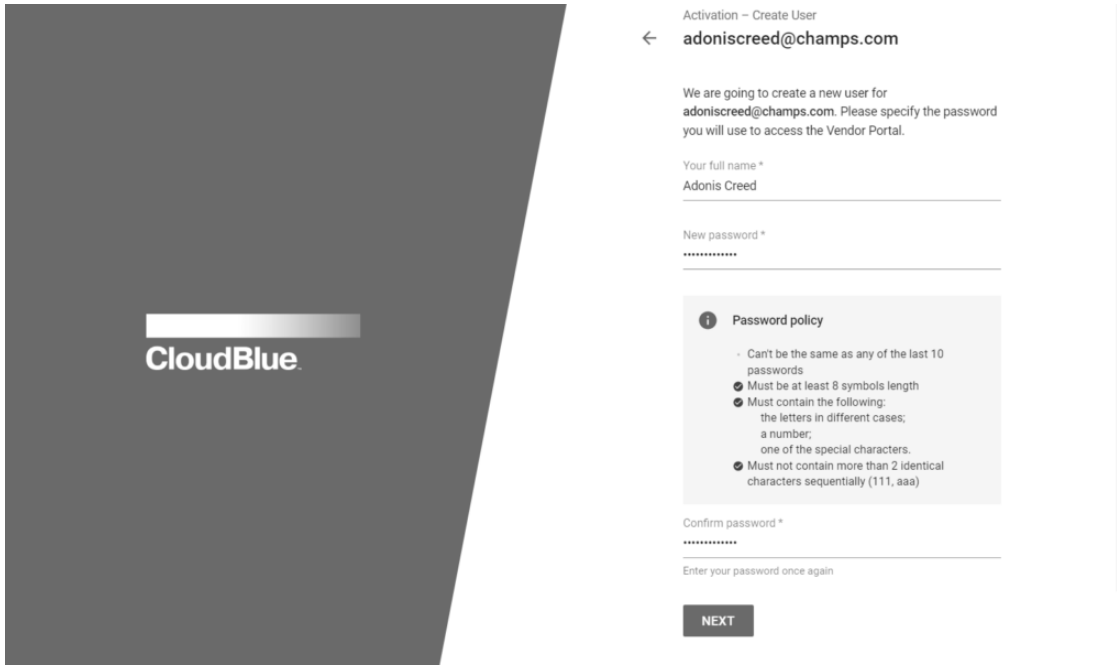 CloudBlue
Activation – Create User
adoniscreed@champs.com
We are going to create a new user for
adoniscreed@champs.com. Please specify the password
you will use to access the Vendor Portal.
Your full name *
Adonis Creed
New password *
•••••••••••••
Password policy
Can't be the same as any of the last 10
passwords
Must be at least 8 symbols length
Must contain the following:
the letters in different cases;
a number;
one of the special characters.
Must not contain more than 2 identical
characters sequentially (111, aaa)
Confirm password *
•••••••••••••
Enter your password once again
NEXT